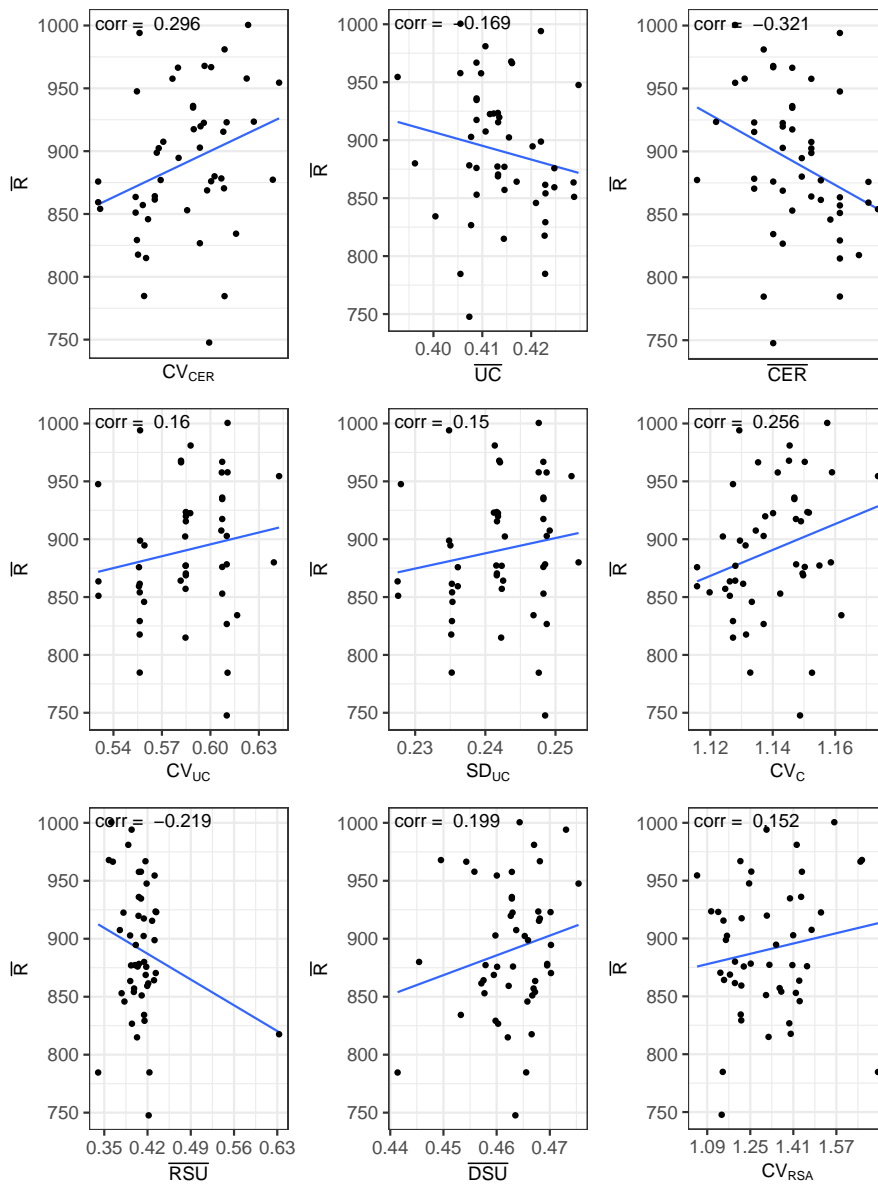 corr = 0.296
1000
950
900
850
800
750
R
CV_CER
corr = −0.169
1000
950
900
850
800
750
R
0.40 0.41 0.42
UC
corr = −0.321
1000
950
900
850
800
750
R
CER
corr = 0.16
1000
950
900
850
800
750
R
0.54 0.57 0.60 0.63
CV_UC
corr = 0.15
1000
950
900
850
800
750
R
0.23 0.24 0.25
SD_UC
corr = 0.256
1000
950
900
850
800
750
R
1.12 1.14 1.16
CV_C
corr = −0.219
1000
950
900
850
800
750
R
0.35 0.42 0.49 0.56 0.63
RSU
corr = 0.199
1000
950
900
850
800
750
R
0.44 0.45 0.46 0.47
DSU
corr = 0.152
1000
950
900
850
800
750
R
1.09 1.25 1.41 1.57
CV_RSA